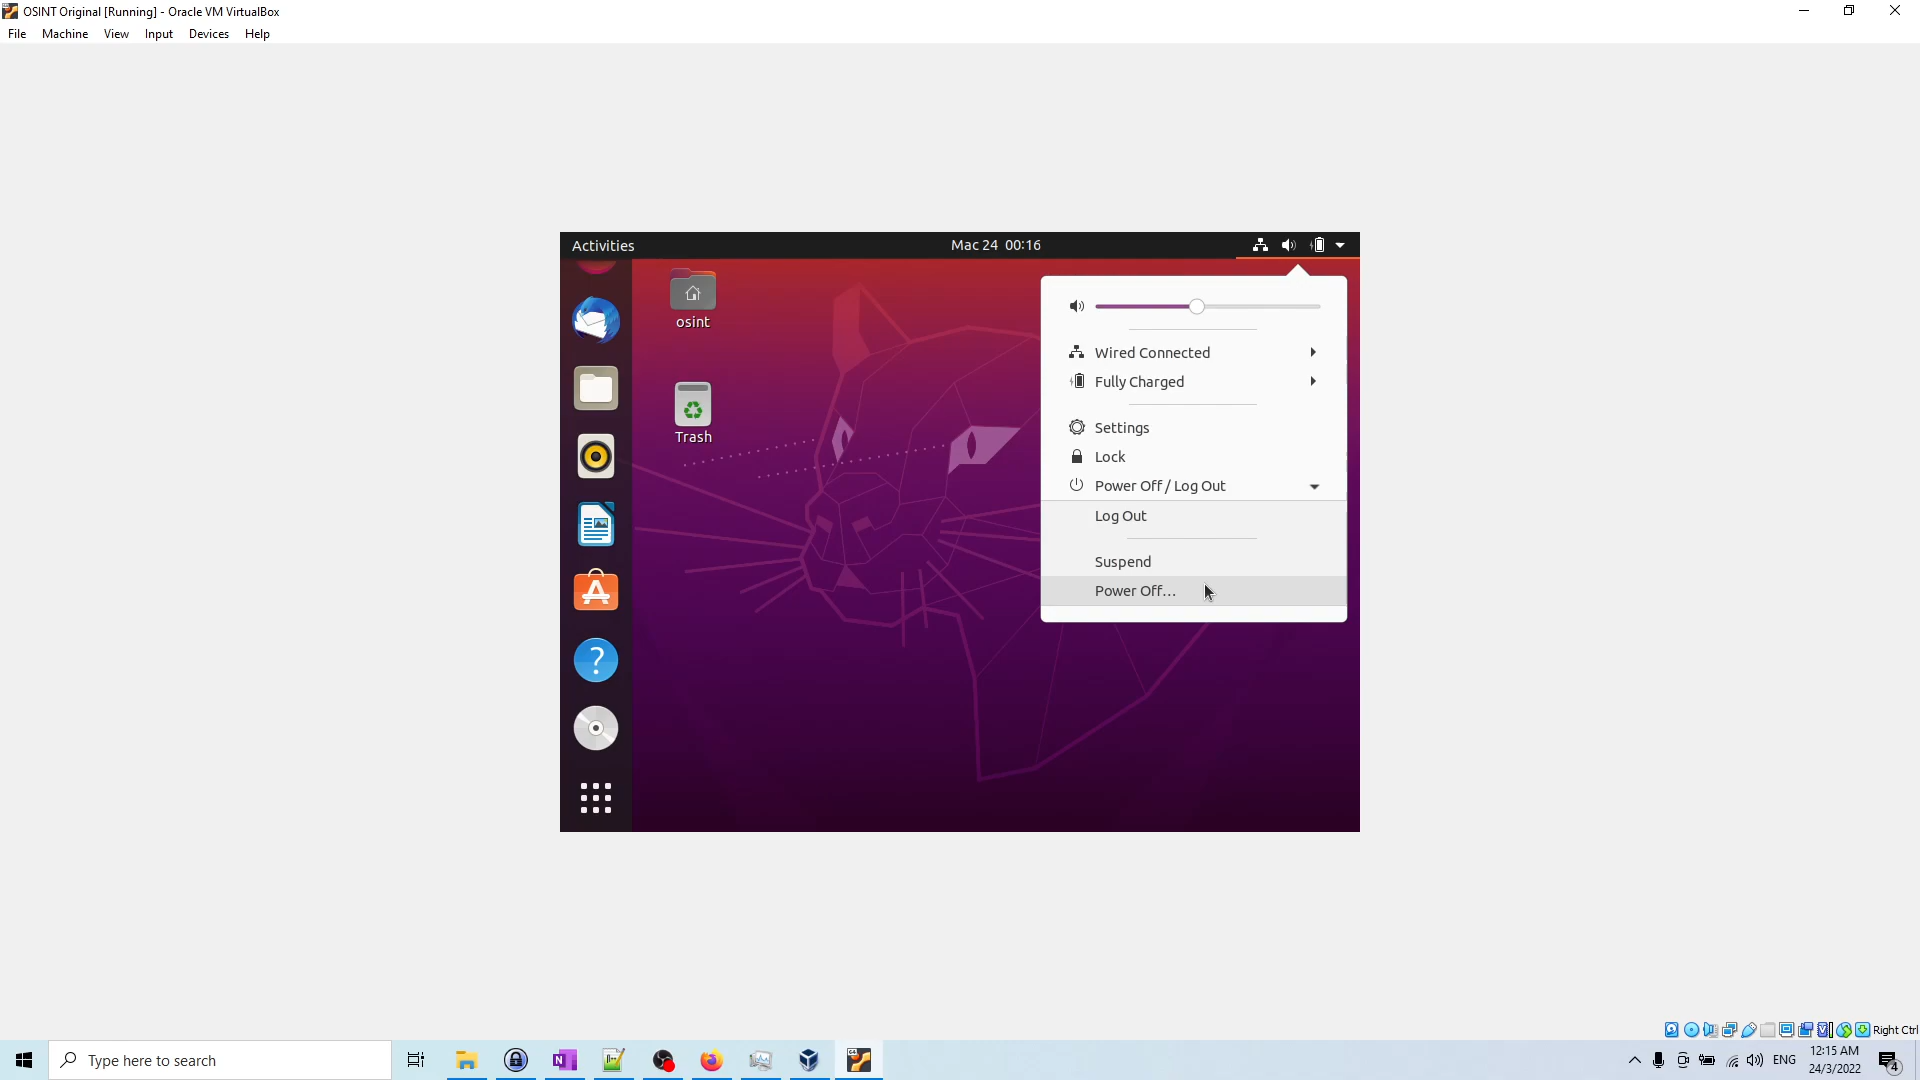 OSINT Original [Running] - Oracle VM VirtualBox
File Machine View Input Devices Help
Activities
Mac 24 00:16
osint
Trash
Wired Connected
Fully Charged
Settings
Lock
Power Off / Log Out
Log Out
Suspend
Power Off...
Right Ctrl
Type here to search
ENG
12:15 AM
24/3/2022
4